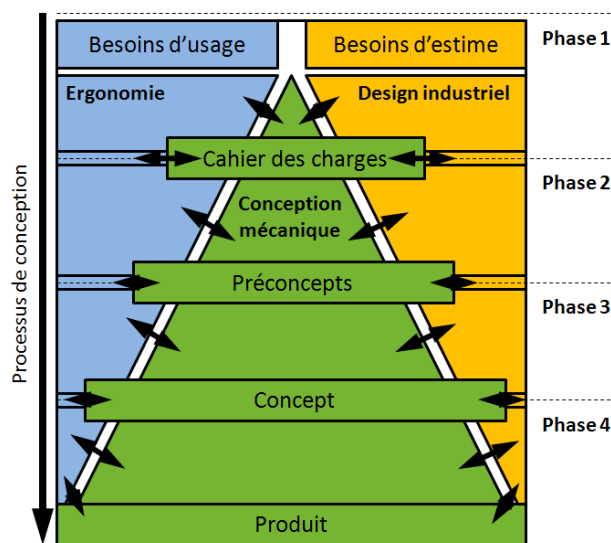 Besoins d'usage
Besoins d'estime
Phase 1
Ergonomie
Design industriel
Cahier des charges
Phase 2
Conception
mécanique
Préconcepts
Phase 3
Concept
Phase 4
Produit
Processus de conception